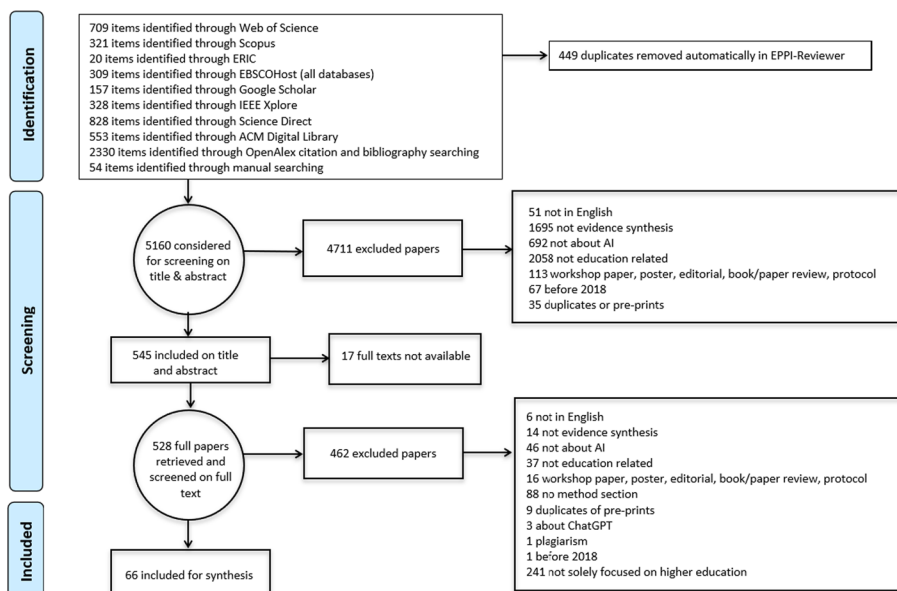 Identification
709 items identified through Web of Science
321 items identified through Scopus
20 items identified through ERIC
309 items identified through EBSCOHost (all databases)
157 items identified through Google Scholar
328 items identified through IEEE Xplore
828 items identified through Science Direct
553 items identified through ACM Digital Library
2330 items identified through OpenAlex citation and bibliography searching
54 items identified through manual searching
449 duplicates removed automatically in EPPI-Reviewer
Screening
5160 considered
for screening on
title & abstract
4711 excluded papers
51 not in English
1695 not evidence synthesis
692 not about AI
2058 not education related
113 workshop paper, poster, editorial, book/paper review, protocol
67 before 2018
35 duplicates or pre-prints
545 included on title
and abstract
17 full texts not available
528 full papers
retrieved and
screened on full
text
462 excluded papers
6 not in English
14 not evidence synthesis
46 not about AI
37 not education related
16 workshop paper, poster, editorial, book/paper review, protocol
88 no method section
9 duplicates of pre-prints
3 about ChatGPT
1 plagiarism
1 before 2018
241 not solely focused on higher education
Included
66 included for synthesis